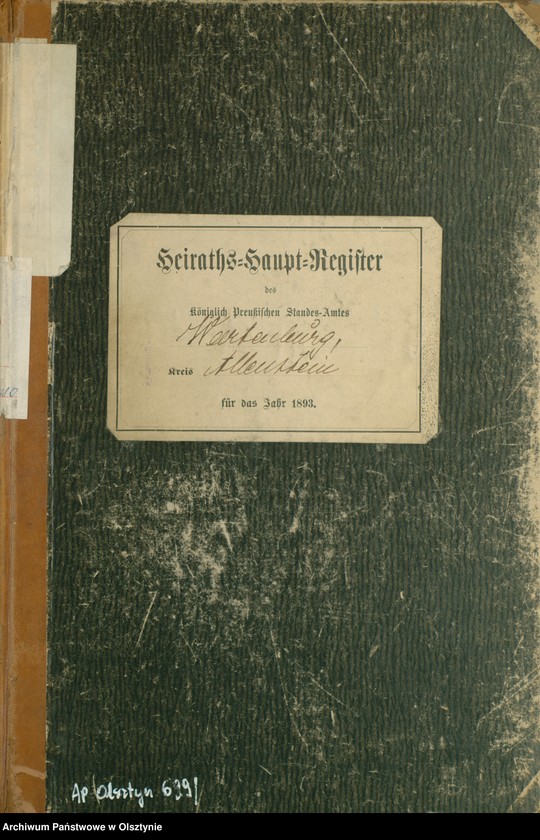 Heiraths-Haupt-Register
des
Königlich Preußischen Standes-Amtes
Wartenburg,
Kreis Allenstein
für das Jahr 1893.
AP Olsztyn 639/
Archiwum Państwowe w Olsztynie